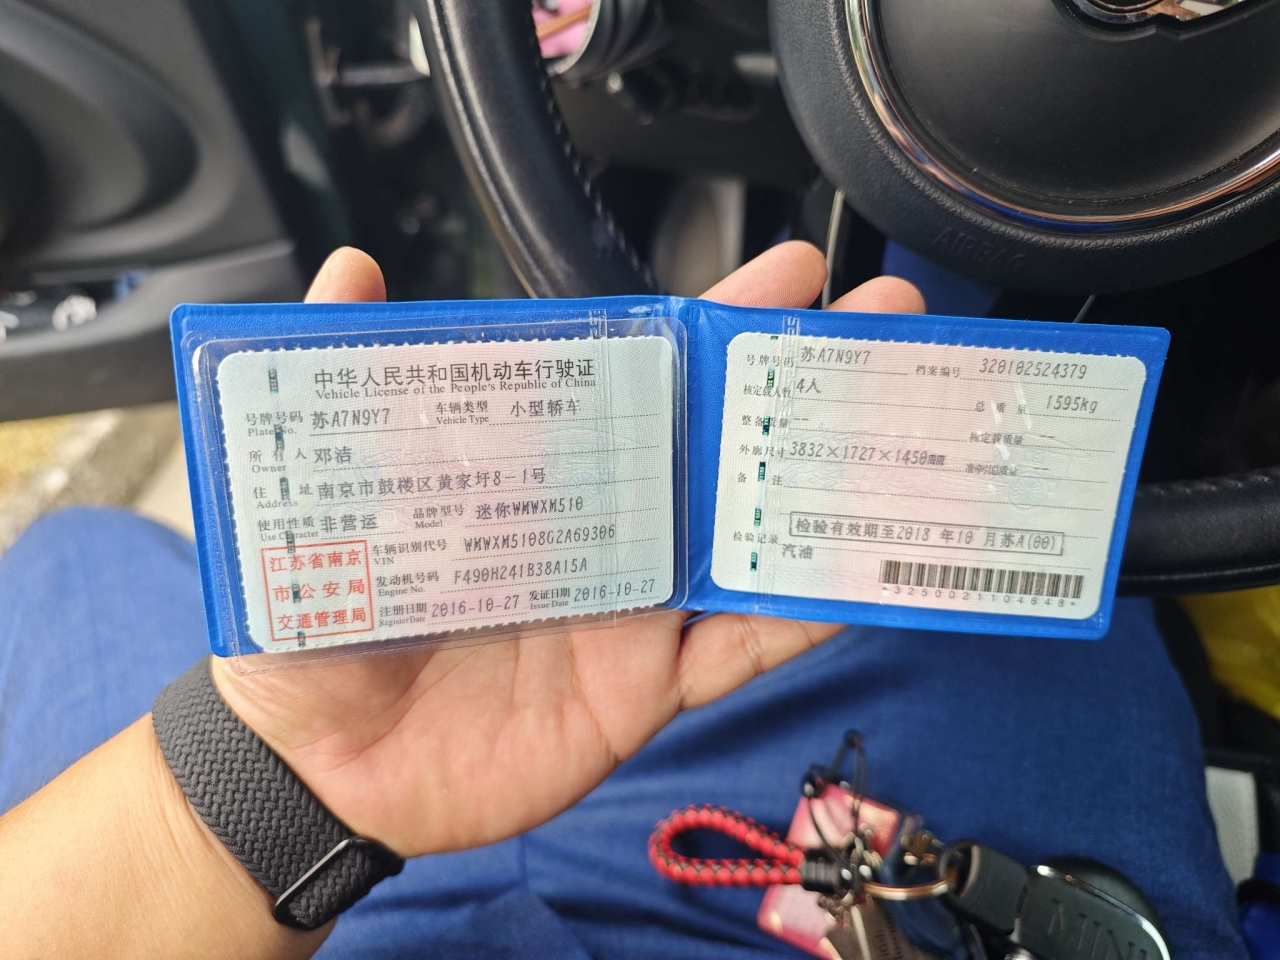 中华人民共和国机动车行驶证
Vehicle License of the People's Republic of China
号牌号码 苏A7N9Y7 车辆类型 小型轿车
Plate No. Vehicle Type
所有人 邓洁
Owner
住址 南京市鼓楼区黄家圩8-1号
Address
使用性质 非营运 品牌型号 迷你WMWXM510
Use Character Model
江苏省南京
市公安局
交通管理局
车辆识别代号 WMWXM5108G2A69306
VIN
发动机号码 F490H241B38A15A
Engine No.
注册日期 2016-10-27 发证日期 2016-10-27
Register Date Issue Date
号牌号码 苏A7N9Y7 档案编号 320102524379
核定载人数 4人 总质量 1595kg
整备质量 -- 核定载质量 --
外廓尺寸 3832×1727×1450mm 准牵引总质量 --
备注
检验有效期至2018 年10 月苏A(00)
检验记录
汽油
*3250021104648*
AIRBAG
MINI